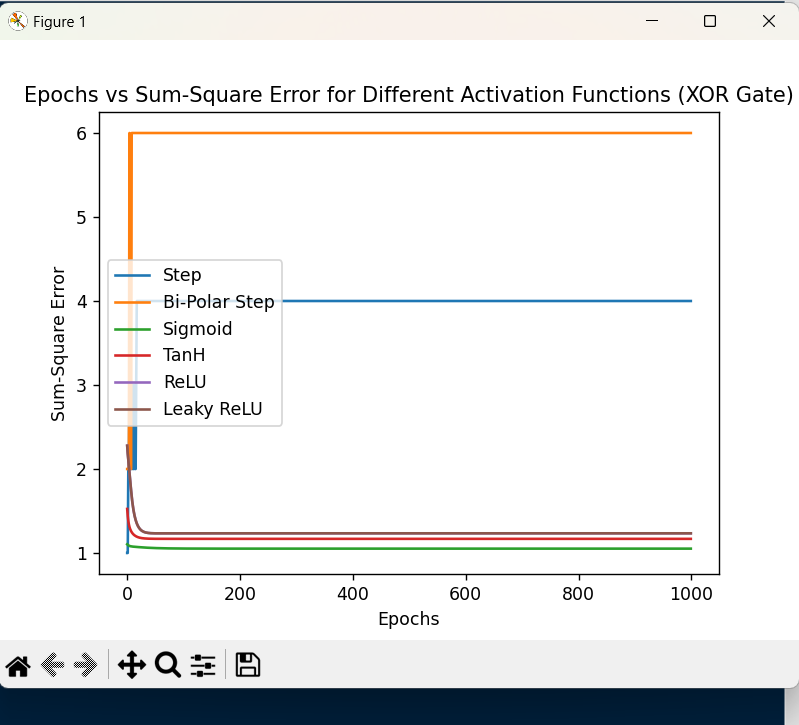 Figure 1
Epochs vs Sum-Square Error for Different Activation Functions (XOR Gate)
6
5
4
3
2
1
Sum-Square Error
Step
Bi-Polar Step
Sigmoid
TanH
ReLU
Leaky ReLU
0 200 400 600 800 1000
Epochs